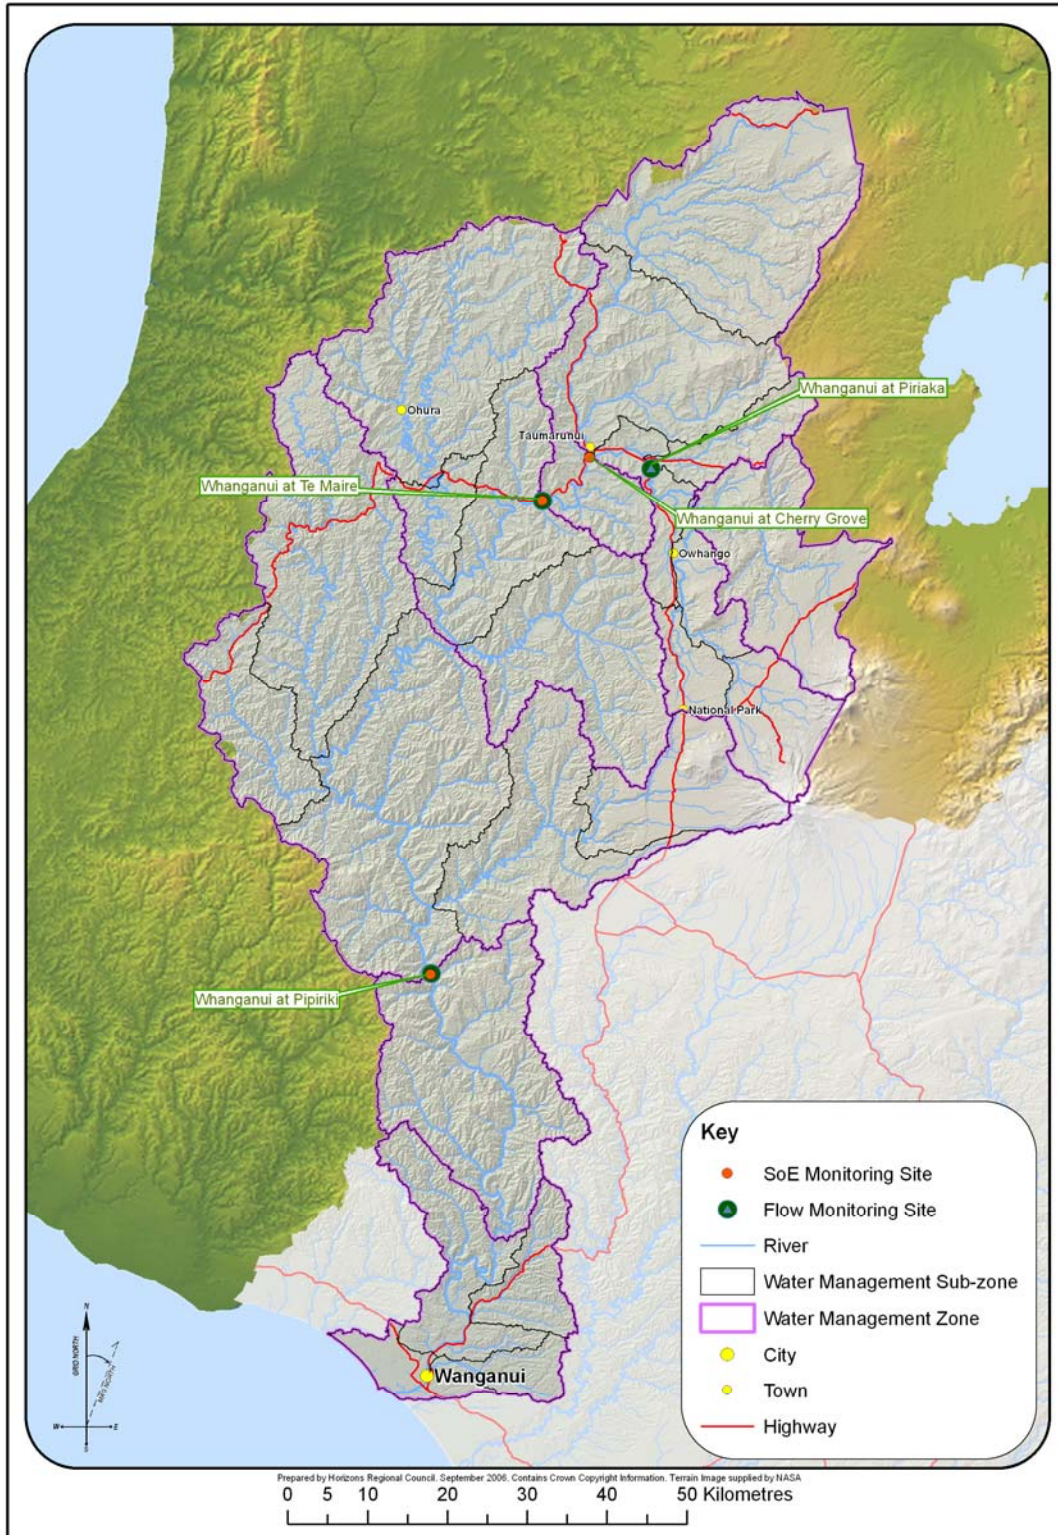 Whanganui at Piriaka
Ohura
Taumarunui
Whanganui at Te Maire
Whanganui at Cherry Grove
Owhango
National Park
Whanganui at Pipiriki
Wanganui
Key
SoE Monitoring Site
Flow Monitoring Site
River
Water Management Sub-zone
Water Management Zone
City
Town
Highway
N
GRID NORTH
W
E
S
Prepared by Horizons Regional Council. September 2006. Contains Crown Copyright Information. Terrain Image supplied by NASA
0 5 10 20 30 40 50 Kilometres